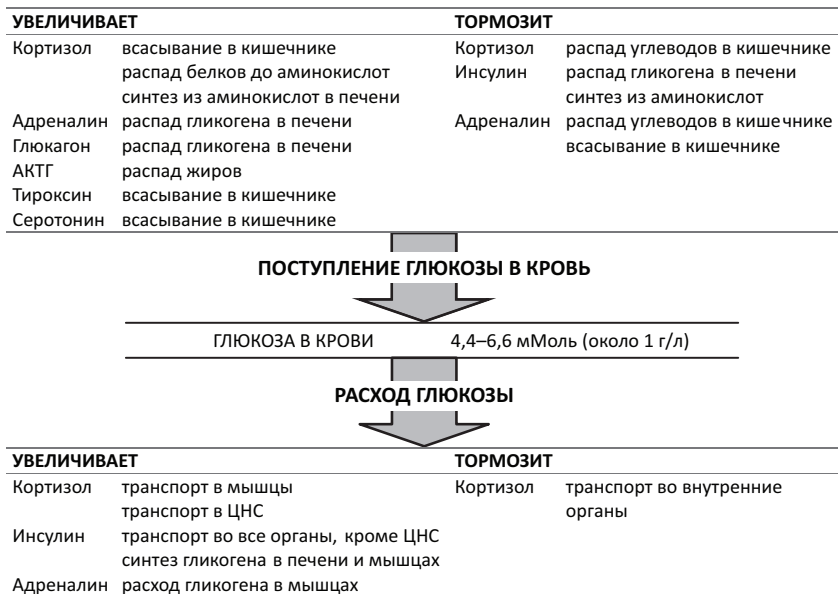 УВЕЛИЧИВАЕТ ТОРМОЗИТ
Кортизол всасывание в кишечнике Кортизол распад углеводов в кишечнике
распад белков до аминокислот Инсулин распад гликогена в печени
синтез из аминокислот в печени синтез из аминокислот
Адреналин распад гликогена в печени Адреналин распад углеводов в кишечнике
Глюкагон распад гликогена в печени всасывание в кишечнике
АКТГ распад жиров
Тироксин всасывание в кишечнике
Серотонин всасывание в кишечнике
ПОСТУПЛЕНИЕ ГЛЮКОЗЫ В КРОВЬ
ГЛЮКОЗА В КРОВИ 4,4–6,6 мМоль (около 1 г/л)
РАСХОД ГЛЮКОЗЫ
УВЕЛИЧИВАЕТ ТОРМОЗИТ
Кортизол транспорт в мышцы Кортизол транспорт во внутренние
транспорт в ЦНС органы
Инсулин транспорт во все органы, кроме ЦНС
синтез гликогена в печени и мышцах
Адреналин расход гликогена в мышцах